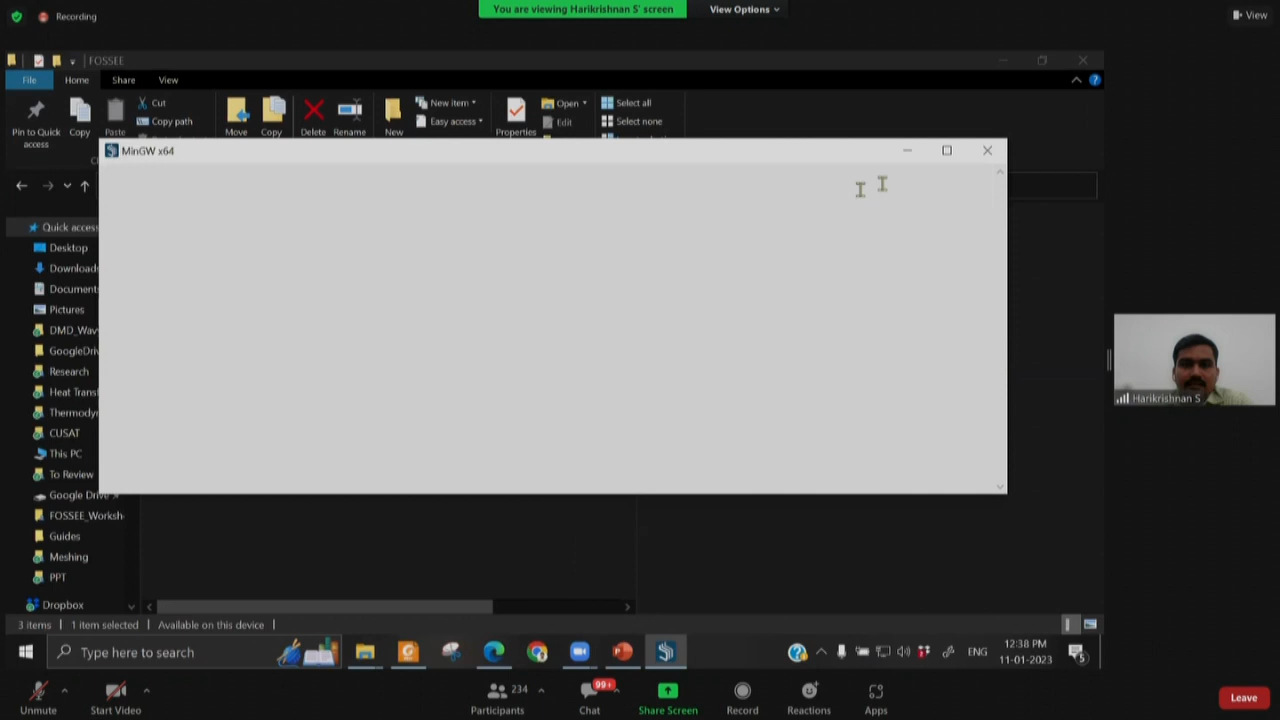 Recording
You are viewing Harikrishnan S' screen
View Options
View
FOSSEE
File
Home
Share
View
Pin to Quick
access
Copy
Paste
Cut
Copy path
Move
Copy
Delete
Rename
New
New item
Easy access
Properties
Open
Edit
Select all
Select none
MinGW x64
Quick access
Desktop
Downloads
Documents
Pictures
DMD_Wav
GoogleDri
Research
Heat Trans
Thermody
CUSAT
This PC
To Review
Google Drive
FOSSEE_Worksh
Guides
Meshing
PPT
Dropbox
Harikrishnan S
3 items
1 item selected
Available on this device
Type here to search
ENG
12:38 PM
11-01-2023
5
Unmute
Start Video
234
Participants
99+
Chat
Share Screen
Record
Reactions
Apps
Leave